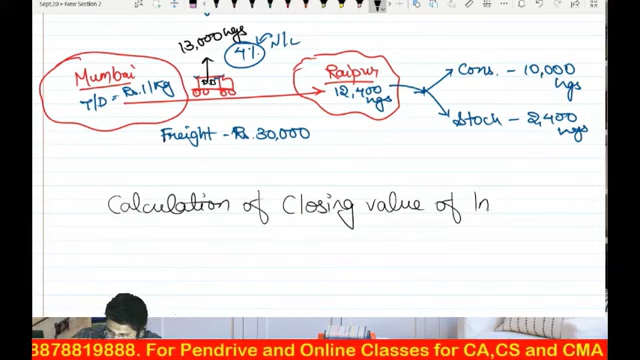 Sept,20 + New Section 2
13,000 kgs
4% N/L
Mumbai
T/D = Rs.11/kg
Raipur
12,400 kgs
Cons. - 10,000 kgs
Stock - 2,400 kgs
Freight - Rs.30,000
Calculation of Closing value of In
8878819888. For Pendrive and Online Classes for CA,CS and CMA